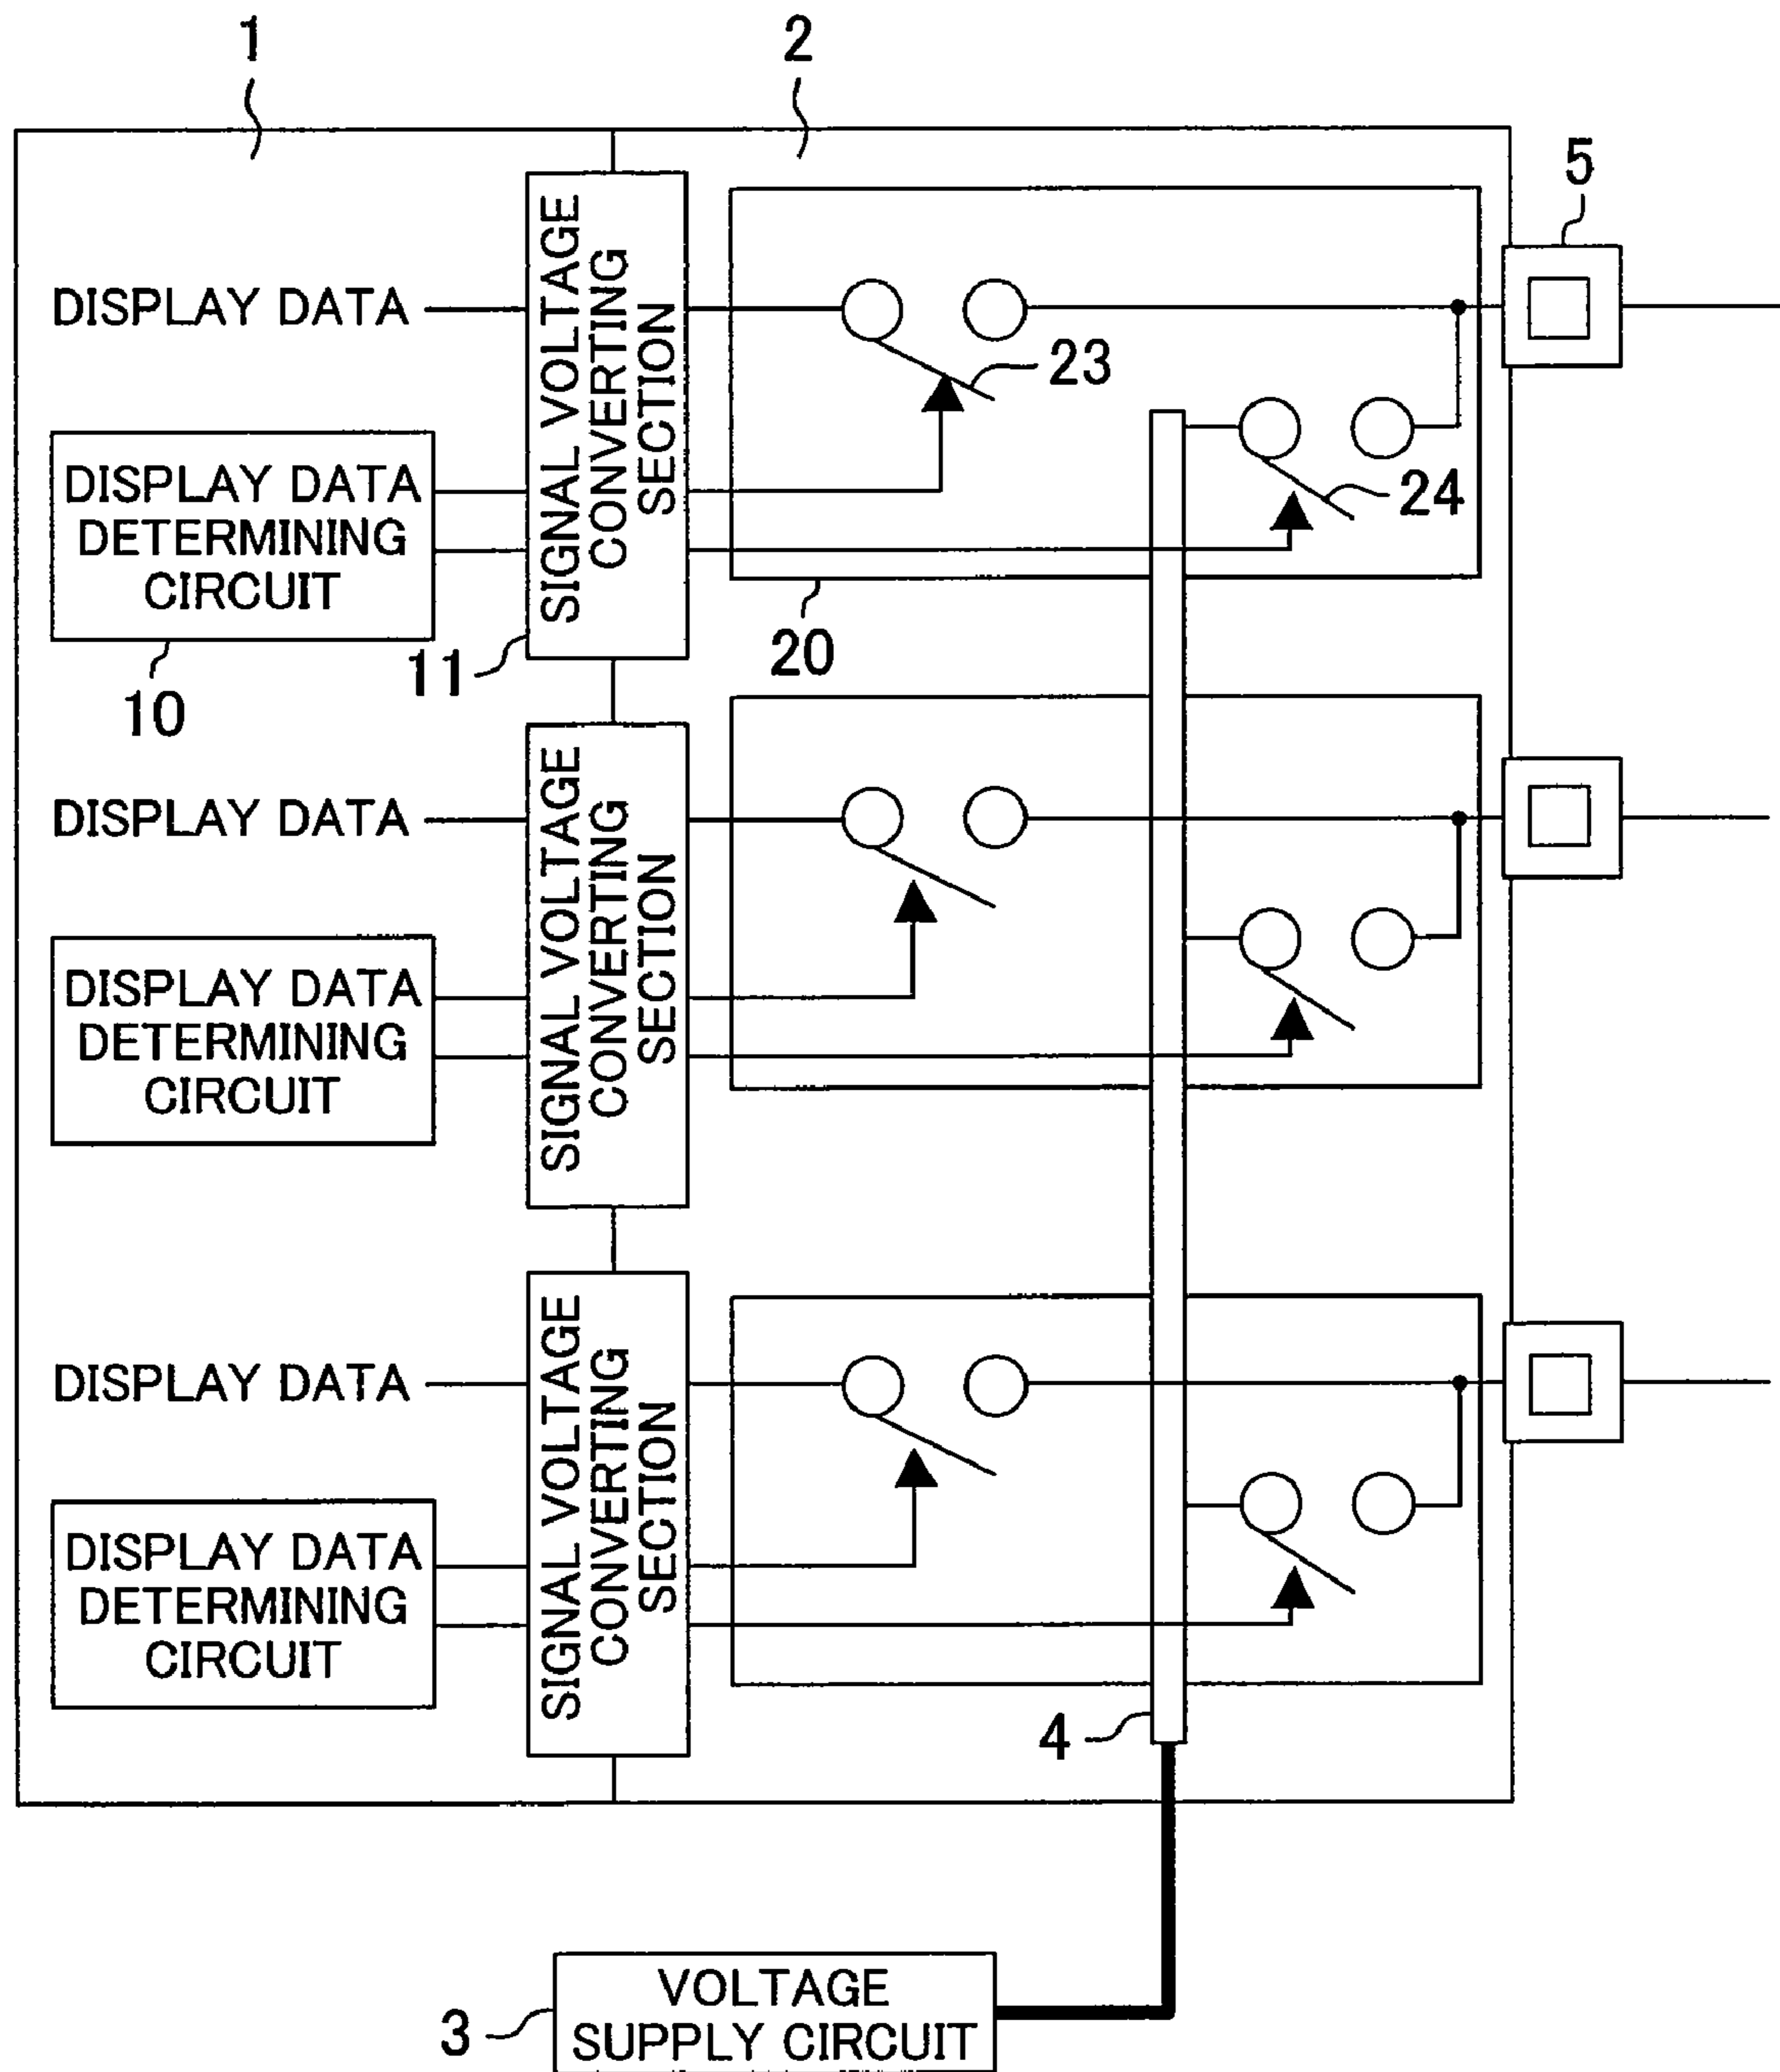 1
2
5
DISPLAY DATA
SIGNAL VOLTAGE
CONVERTING
SECTION
23
24
DISPLAY DATA
DETERMINING
CIRCUIT
10
11
20
DISPLAY DATA
SIGNAL VOLTAGE
CONVERTING
SECTION
DISPLAY DATA
DETERMINING
CIRCUIT
DISPLAY DATA
SIGNAL VOLTAGE
CONVERTING
SECTION
DISPLAY DATA
DETERMINING
CIRCUIT
4
3
VOLTAGE
SUPPLY CIRCUIT